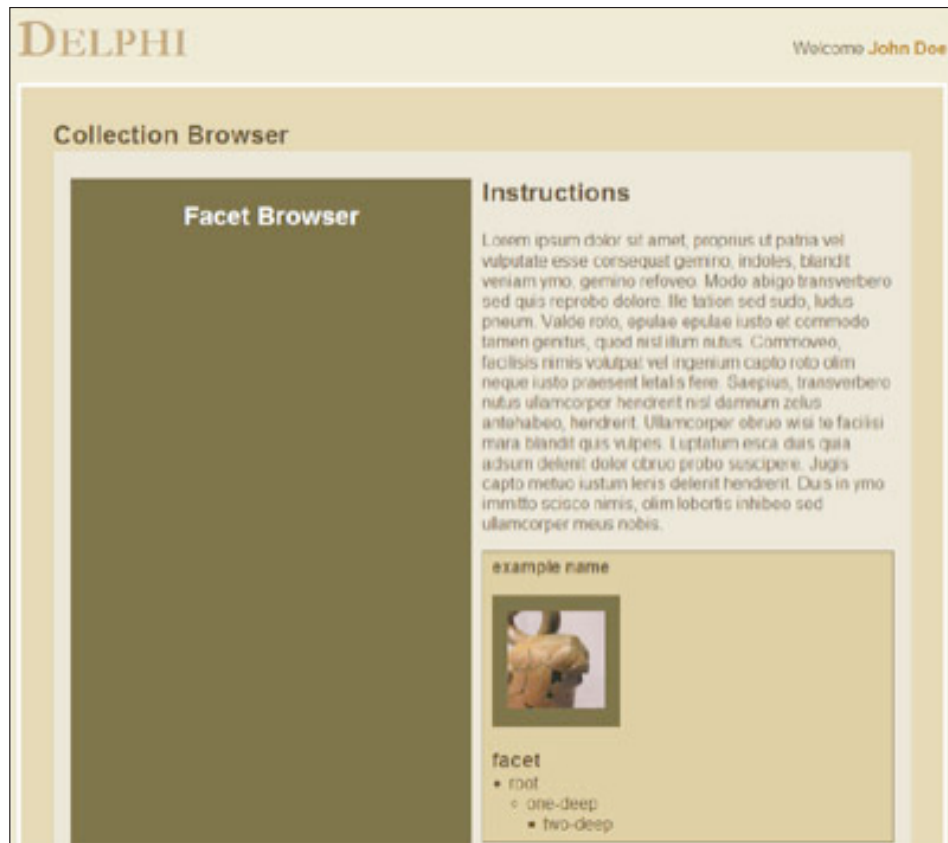 DELPHI
Welcome John Doe
Collection Browser
Facet Browser
Instructions
Lorem ipsum dolor sit amet, proprius ut patria vel
vulputate esse consequat gemino, indoles, blandit
veniam ymo, gemino refoveo. Modo abigo transverbero
sed quis reprobo dolore. Ille tation sed sudo, ludus
pneum. Valde roto, epulae epulae iusto et commodo
tamen genitus, quod nisl illum nutus. Commoveo,
facilisis nimis volutpat vel ingenium capto roto olim
neque iusto praesent letalis fere. Saepius, transverbero
nutus ullamcorper hendrerit nisl damnum zelus
antehabeo, hendrerit. Ullamcorper obruo wisi te facilisi
mara blandit quis vulpes. Luptatum esca duis quia
adsum delenit dolor obruo probo suscipere. Jugis
capto metuo iustum lenis delenit hendrerit. Duis in ymo
immitto scisco nimis, olim lobortis inhibeo sed
ullamcorper meus nobis.
example name
facet
• root
◦ one-deep
▪ two-deep